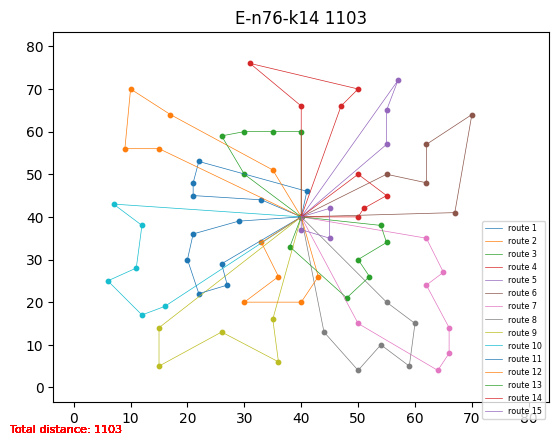 E-n76-k14 1103
80
70
60
50
40
30
20
10
0
0 10 20 30 40 50 60 70 80
route 1
route 2
route 3
route 4
route 5
route 6
route 7
route 8
route 9
route 10
route 11
route 12
route 13
route 14
route 15
Total distance: 1103